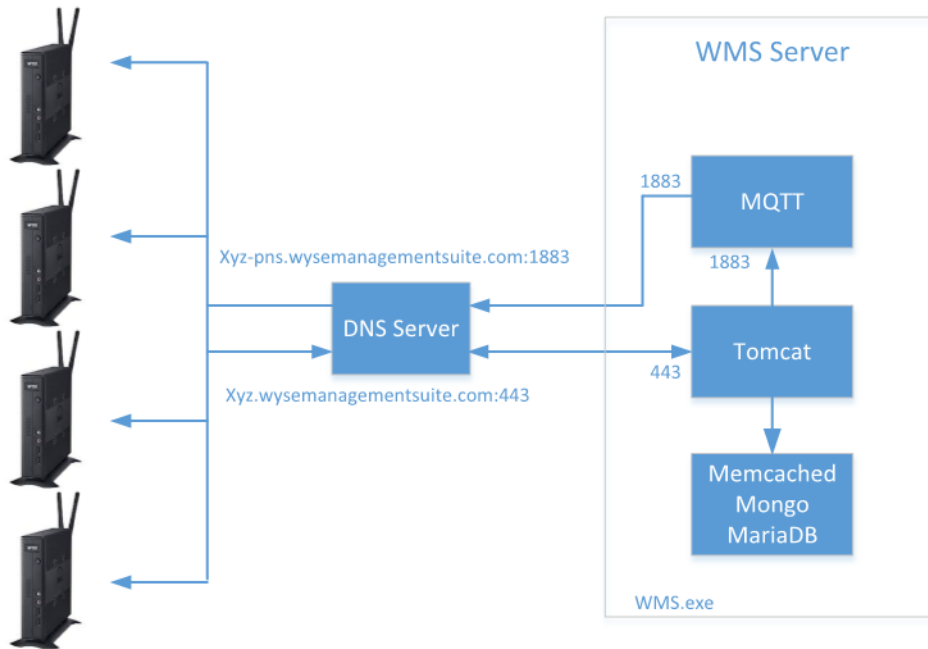 WMS Server
1883
MQTT
Xyz-pns.wysemanagementsuite.com:1883
1883
DNS Server
Tomcat
443
Xyz.wysemanagementsuite.com:443
Memcached
Mongo
MariaDB
WMS.exe